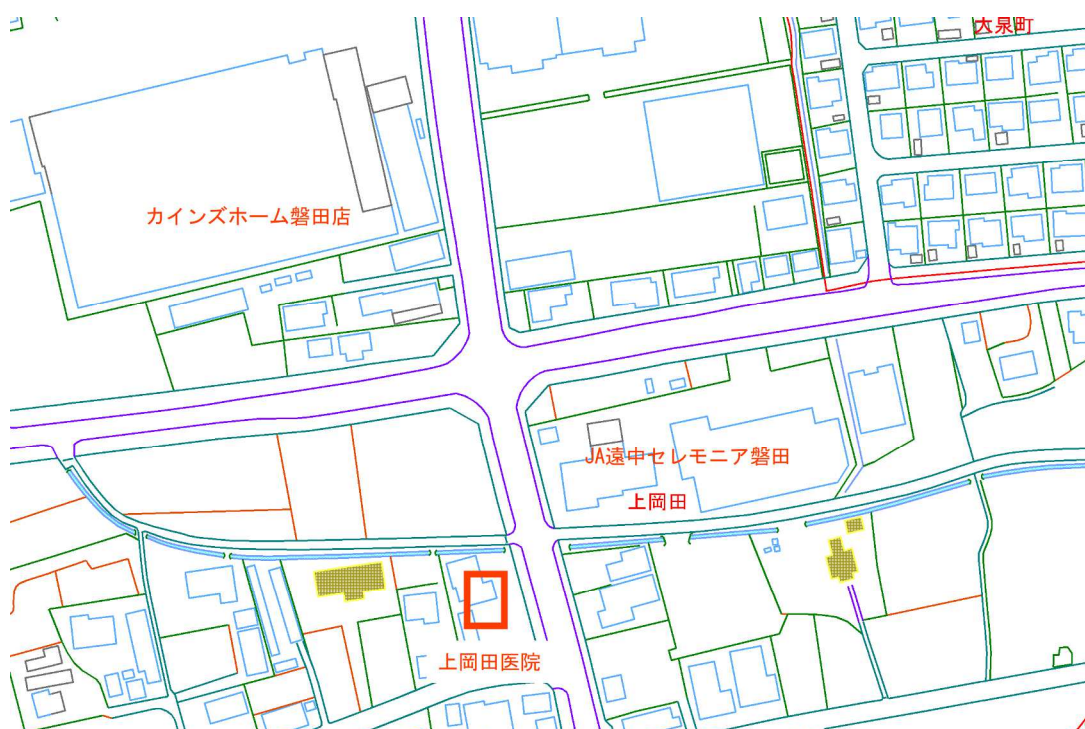 大泉町
カインズホーム磐田店
JA遠中セレモニア磐田
上岡田
上岡田医院